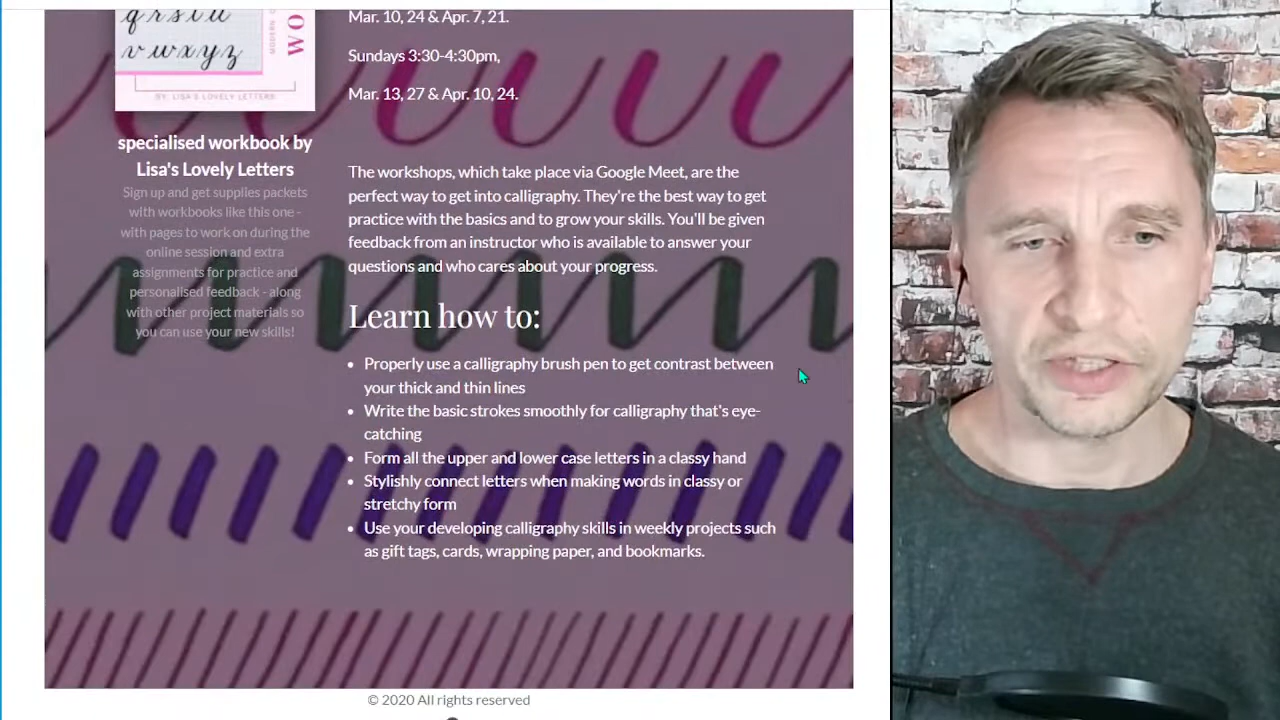 q r s t u
v w x y z
MODERN
WO
BY: LISA'S LOVELY LETTERS
specialised workbook by
Lisa's Lovely Letters
Sign up and get supplies packets
with workbooks like this one -
with pages to work on during the
online session and extra
assignments for practice and
personalised feedback - along
with other project materials so
you can use your new skills!
Mar. 10, 24 & Apr. 7, 21.
Sundays 3:30-4:30pm,
Mar. 13, 27 & Apr. 10, 24.
The workshops, which take place via Google Meet, are the
perfect way to get into calligraphy. They're the best way to get
practice with the basics and to grow your skills. You'll be given
feedback from an instructor who is available to answer your
questions and who cares about your progress.
Learn how to:
Properly use a calligraphy brush pen to get contrast between
your thick and thin lines
Write the basic strokes smoothly for calligraphy that's eye-
catching
Form all the upper and lower case letters in a classy hand
Stylishly connect letters when making words in classy or
stretchy form
Use your developing calligraphy skills in weekly projects such
as gift tags, cards, wrapping paper, and bookmarks.
© 2020 All rights reserved